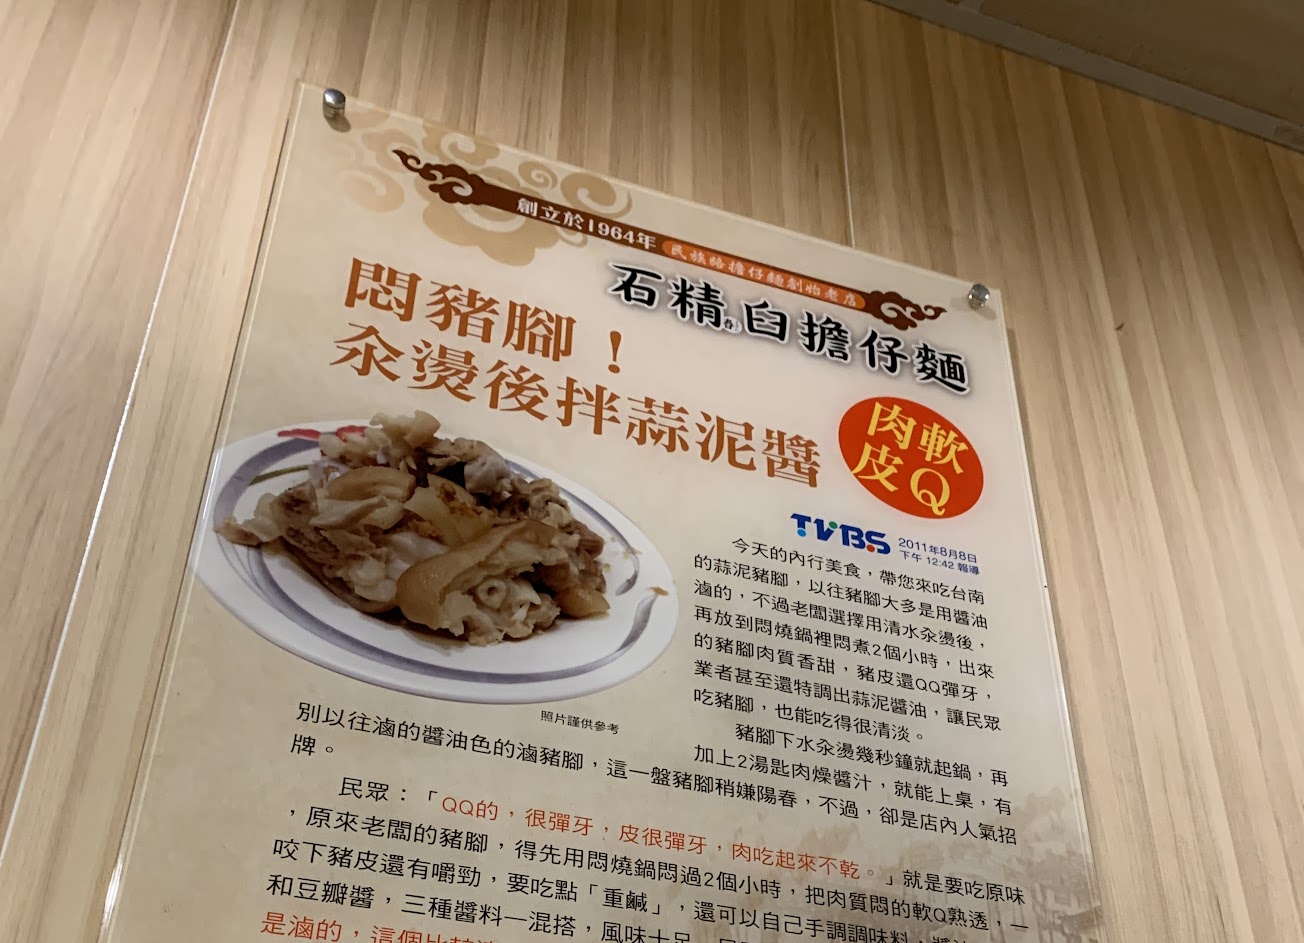 創立於1964年 民族路擔仔麵創始老店
石精臼擔仔麵
悶豬腳！
汆燙後拌蒜泥醬
肉軟
皮Q
TVBS 2011年8月8日
下午 12:42 報導
今天的內行美食，帶您來吃台南
的蒜泥豬腳，以往豬腳大多是用醬油
滷的，不過老闆選擇用清水汆燙後，
再放到悶燒鍋裡悶煮2個小時，出來
的豬腳肉質香甜，豬皮還QQ彈牙，
業者甚至還特調出蒜泥醬油，讓民眾
吃豬腳，也能吃得很清淡。
豬腳下水汆燙幾秒鐘就起鍋，再
加上2湯匙肉燥醬汁，就能上桌，有
照片謹供參考
別以往滷的醬油色的滷豬腳，這一盤豬腳稍嫌陽春，不過，卻是店內人氣招
牌。
民眾：「QQ的，很彈牙，皮很彈牙，肉吃起來不乾。」就是要吃原味
，原來老闆的豬腳，得先用悶燒鍋悶過2個小時，把肉質悶的軟Q熟透，一
咬下豬皮還有嚼勁，要吃點「重鹹」，還可以自己手調調味料，醬油
和豆瓣醬，三種醬料一混搭，風味十足
是滷的，這個比